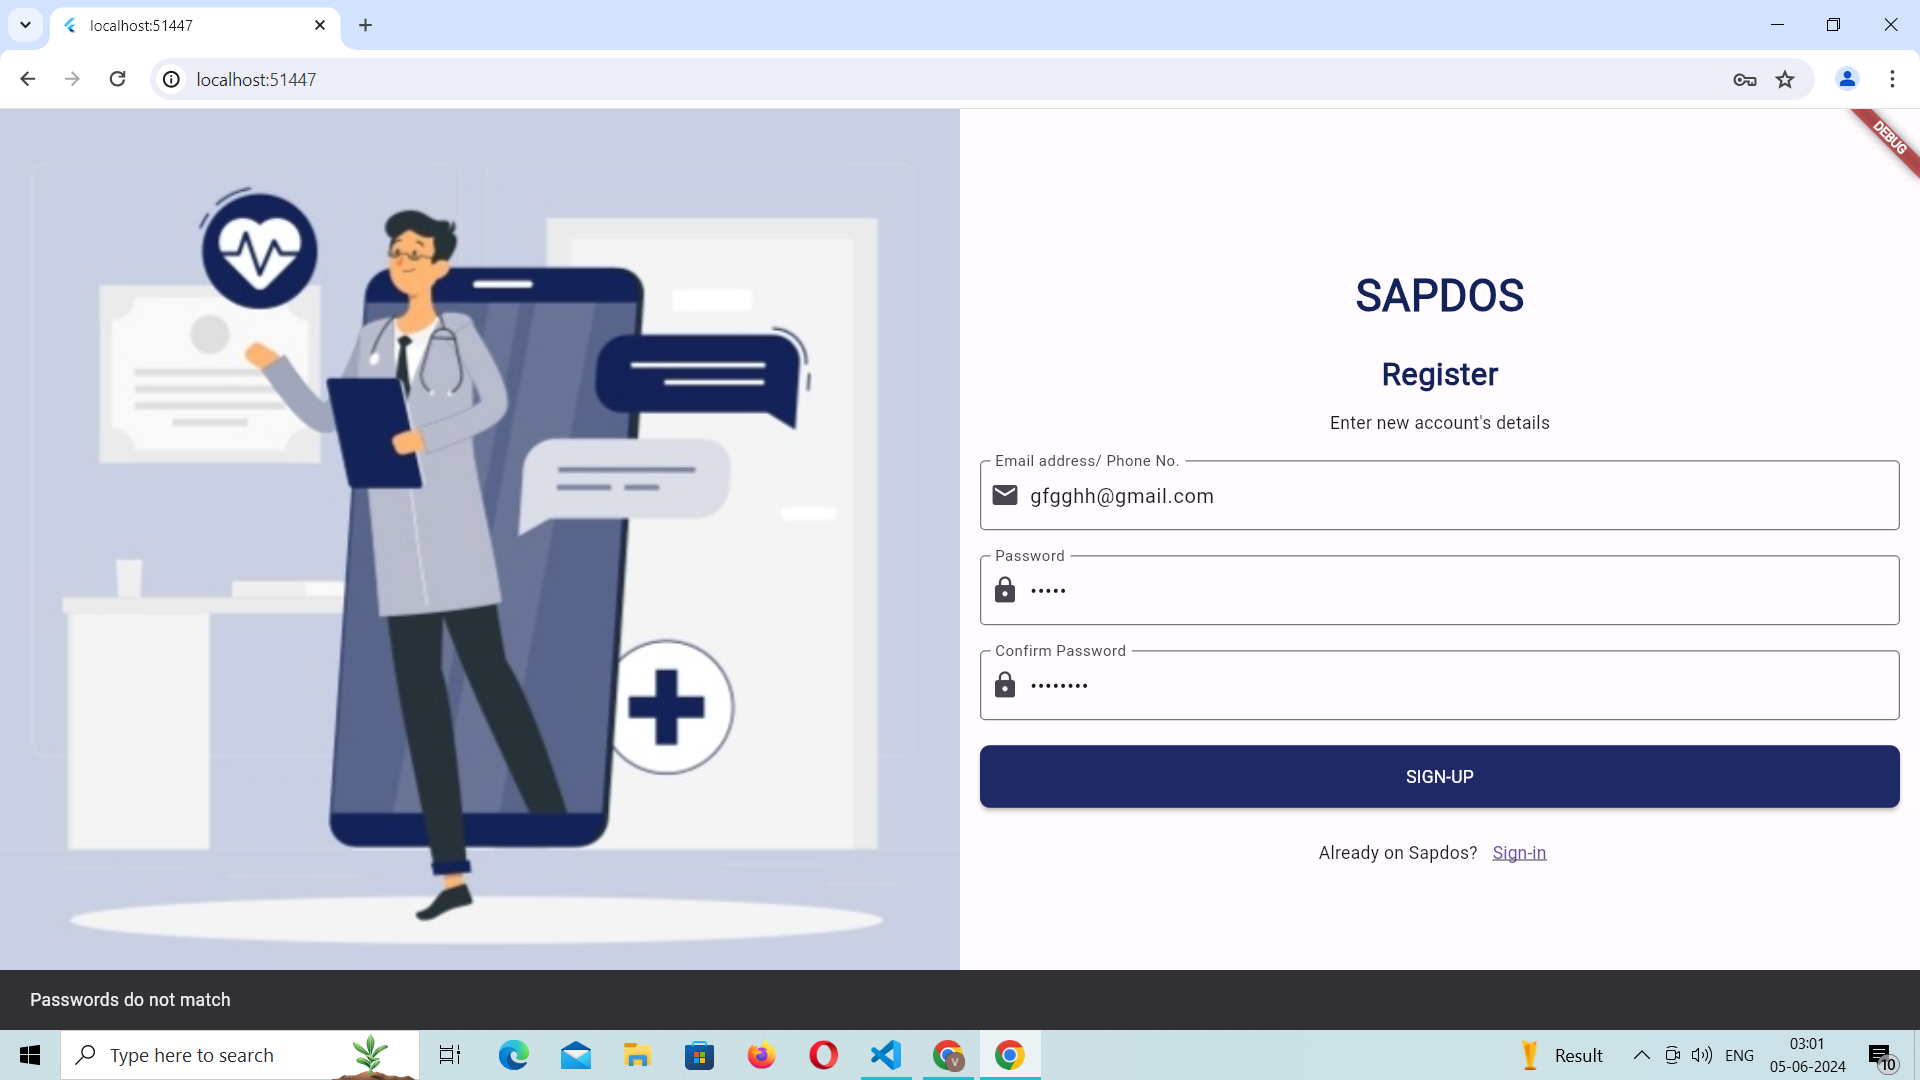 localhost:51447
localhost:51447
DEBUG
SAPDOS
Register
Enter new account's details
Email address/ Phone No.
gfgghh@gmail.com
Password
•••••
Confirm Password
••••••••
SIGN-UP
Already on Sapdos? Sign-in
Passwords do not match
Type here to search
V
Result
ENG
03:01
05-06-2024
10